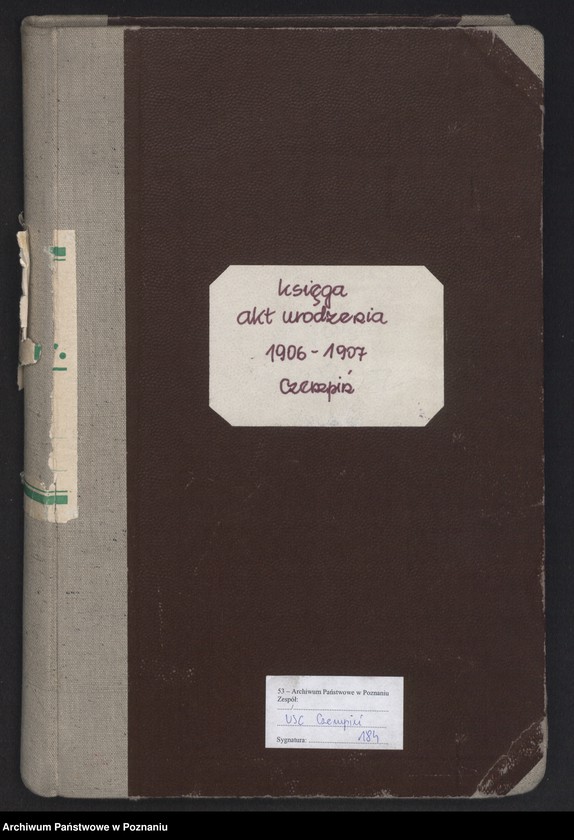 księga
akt urodzenia
1906-1907
Czempiń
53 – Archiwum Państwowe w Poznaniu
Zespół:
USC Czempiń
Sygnatura: 184
Archiwum Państwowe w Poznaniu